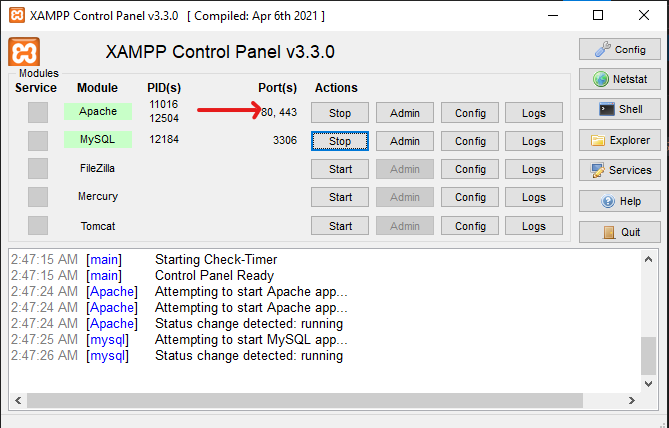 XAMPP Control Panel v3.3.0 [ Compiled: Apr 6th 2021 ]
XAMPP Control Panel v3.3.0
Config
Modules
Service Module PID(s) Port(s) Actions
Netstat
Apache 11016 12504 80, 443 Stop Admin Config Logs
Shell
MySQL 12184 3306 Stop Admin Config Logs
Explorer
FileZilla Start Admin Config Logs
Services
Mercury Start Admin Config Logs
Help
Tomcat Start Admin Config Logs
Quit
2:47:15 AM [main] Starting Check-Timer
2:47:15 AM [main] Control Panel Ready
2:47:24 AM [Apache] Attempting to start Apache app...
2:47:24 AM [Apache] Attempting to start Apache app...
2:47:24 AM [Apache] Status change detected: running
2:47:25 AM [mysql] Attempting to start MySQL app...
2:47:26 AM [mysql] Status change detected: running